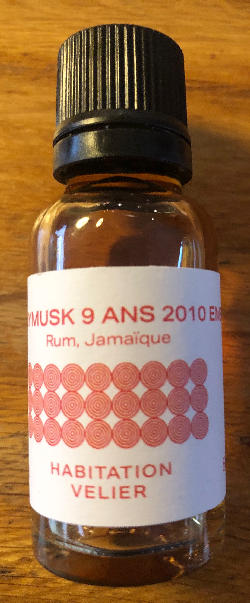 YMUSK 9 ANS 2010 EM
Rum, Jamaïque
HABITATION
VELIER